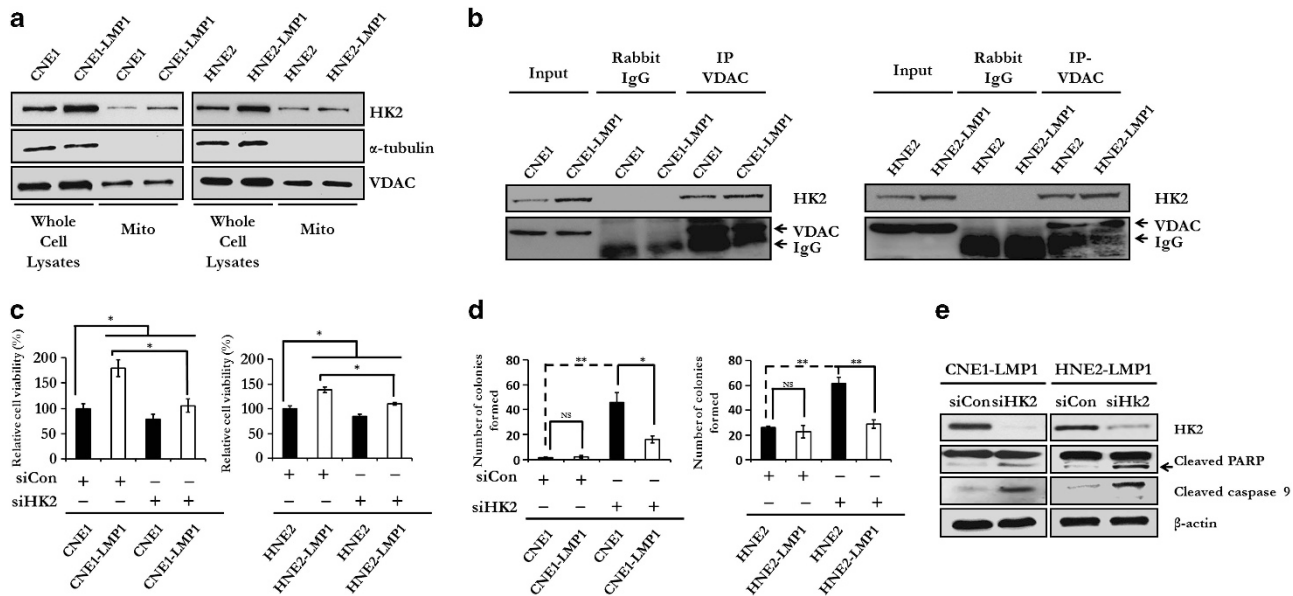 a
CNE1
CNE1-LMP1
CNE1
CNE1-LMP1
HNE2
HNE2-LMP1
HNE2
HNE2-LMP1
HK2
α-tubulin
VDAC
Whole Cell Lysates
Mito
Whole Cell Lysates
Mito
b
Input
Rabbit IgG
IP VDAC
CNE1
CNE1-LMP1
CNE1
CNE1-LMP1
CNE1
CNE1-LMP1
HK2
VDAC
IgG
Input
Rabbit IgG
IP-VDAC
HNE2
HNE2-LMP1
HNE2
HNE2-LMP1
HNE2
HNE2-LMP1
HK2
VDAC
IgG
c
Relative cell viability (%)
200
150
100
50
0
*
*
siCon + + − −
siHK2 − − + +
CNE1
CNE1-LMP1
CNE1
CNE1-LMP1
Relative cell viability (%)
200
150
100
50
0
*
*
+ + − −
− − + +
HNE2
HNE2-LMP1
HNE2
HNE2-LMP1
d
Number of colonies formed
80
60
40
20
0
**
*
NS
siCon + + − −
siHK2 − − + +
CNE1
CNE1-LMP1
CNE1
CNE1-LMP1
Number of colonies formed
80
60
40
20
0
**
**
NS
+ + − −
− − + +
HNE2
HNE2-LMP1
HNE2
HNE2-LMP1
e
CNE1-LMP1 HNE2-LMP1
siCon siHK2 siCon siHk2
HK2
Cleaved PARP
Cleaved caspase 9
β-actin